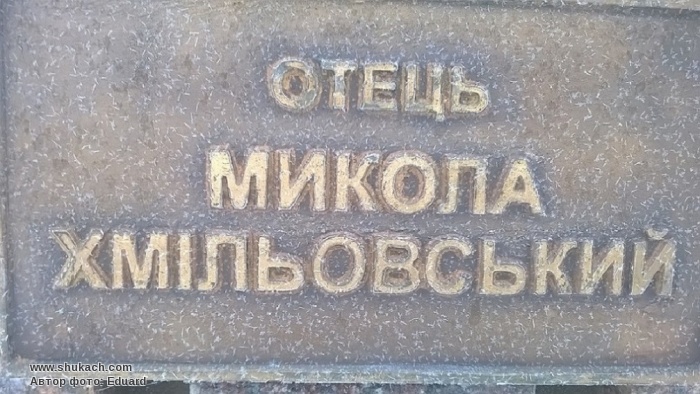 ОТЕЦЬ
МИКОЛА
ХМІЛЬОВСЬКИЙ
www.shukach.com
Автор фото: Eduard